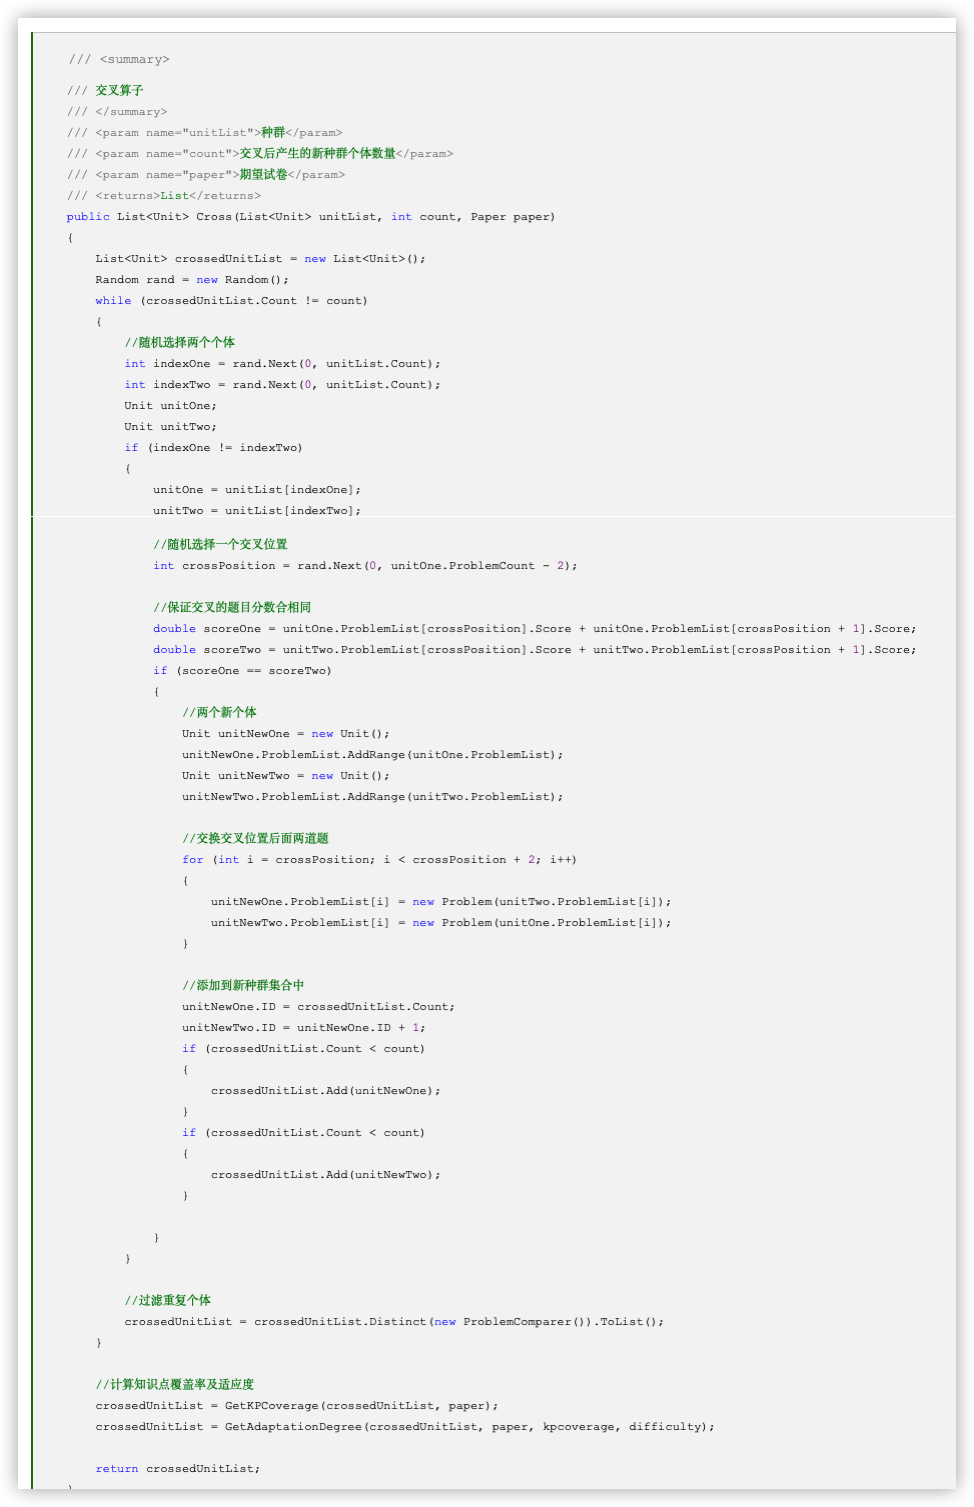 /// <summary>
/// 交叉算子
/// </summary>
/// <param name="unitList">种群</param>
/// <param name="count">交叉后产生的新种群个体数量</param>
/// <param name="paper">期望试卷</param>
/// <returns>List</returns>
public List<Unit> Cross(List<Unit> unitList, int count, Paper paper)
{
    List<Unit> crossedUnitList = new List<Unit>();
    Random rand = new Random();
    while (crossedUnitList.Count != count)
    {
        //随机选择两个个体
        int indexOne = rand.Next(0, unitList.Count);
        int indexTwo = rand.Next(0, unitList.Count);
        Unit unitOne;
        Unit unitTwo;
        if (indexOne != indexTwo)
        {
            unitOne = unitList[indexOne];
            unitTwo = unitList[indexTwo];
            //随机选择一个交叉位置
            int crossPosition = rand.Next(0, unitOne.ProblemCount - 2);
            //保证交叉的题目分数合相同
            double scoreOne = unitOne.ProblemList[crossPosition].Score + unitOne.ProblemList[crossPosition + 1].Score;
            double scoreTwo = unitTwo.ProblemList[crossPosition].Score + unitTwo.ProblemList[crossPosition + 1].Score;
            if (scoreOne == scoreTwo)
            {
                //两个新个体
                Unit unitNewOne = new Unit();
                unitNewOne.ProblemList.AddRange(unitOne.ProblemList);
                Unit unitNewTwo = new Unit();
                unitNewTwo.ProblemList.AddRange(unitTwo.ProblemList);
                //交换交叉位置后面两道题
                for (int i = crossPosition; i < crossPosition + 2; i++)
                {
                    unitNewOne.ProblemList[i] = new Problem(unitTwo.ProblemList[i]);
                    unitNewTwo.ProblemList[i] = new Problem(unitOne.ProblemList[i]);
                }
                //添加到新种群集合中
                unitNewOne.ID = crossedUnitList.Count;
                unitNewTwo.ID = unitNewOne.ID + 1;
                if (crossedUnitList.Count < count)
                {
                    crossedUnitList.Add(unitNewOne);
                }
                if (crossedUnitList.Count < count)
                {
                    crossedUnitList.Add(unitNewTwo);
                }
            }
        }
        //过滤重复个体
        crossedUnitList = crossedUnitList.Distinct(new ProblemComparer()).ToList();
    }
    //计算知识点覆盖率及适应度
    crossedUnitList = GetKPCoverage(crossedUnitList, paper);
    crossedUnitList = GetAdaptationDegree(crossedUnitList, paper, kpcoverage, difficulty);
    return crossedUnitList;
}